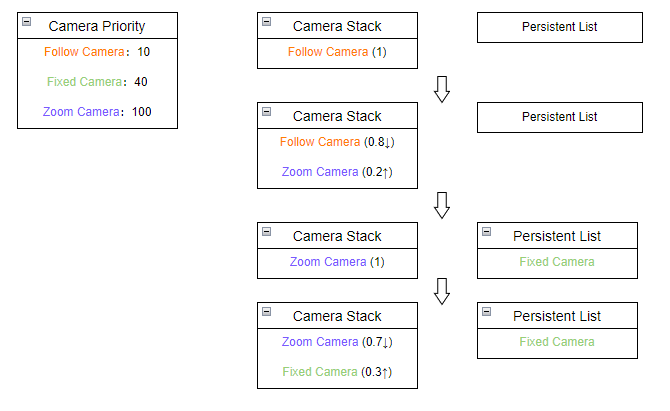 Camera Priority
Follow Camera: 10
Fixed Camera: 40
Zoom Camera: 100
Camera Stack
Follow Camera (1)
Persistent List
Camera Stack
Follow Camera (0.8↓)
Zoom Camera (0.2↑)
Persistent List
Camera Stack
Zoom Camera (1)
Persistent List
Fixed Camera
Camera Stack
Zoom Camera (0.7↓)
Fixed Camera (0.3↑)
Persistent List
Fixed Camera